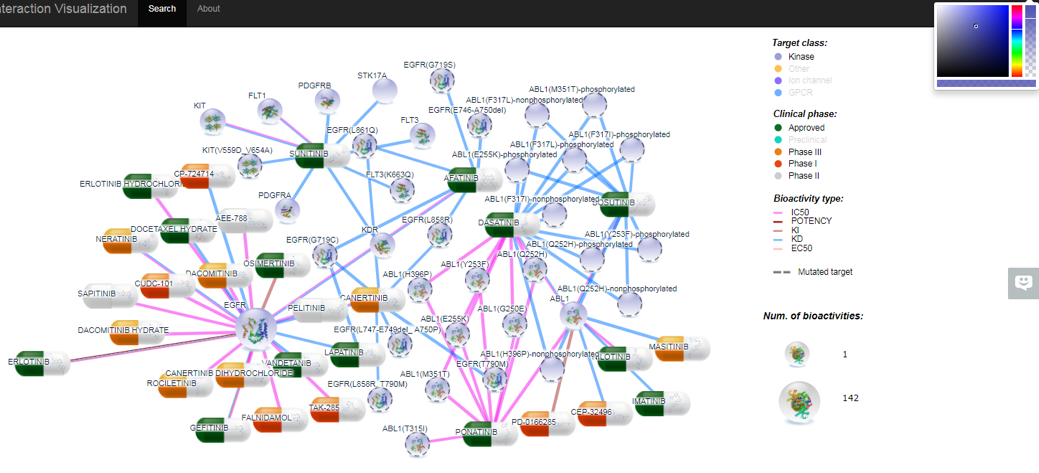 nteraction Visualization
Search
About
Target class:
Kinase
Other
Ion channel
GPCR
Clinical phase:
Approved
Preclinical
Phase III
Phase I
Phase II
Bioactivity type:
IC50
POTENCY
KI
KD
EC50
Mutated target
Num. of bioactivities:
1
142
EGFR(G719S)
STK17A
PDGFRB
FLT1
KIT
ABL1(M351T)-phosphorylated
ABL1(F317L)-nonphosphorylated
EGFR(E746-A750del)
EGFR(L861Q)
FLT3
ABL1(F317I)-phosphorylated
ABL1(F317L)-phosphorylated
KIT(V559D_V654A)
SUNITINIB
ABL1(E255K)-phosphorylated
CP-724714
FLT3(K663Q)
AFATINIB
ERLOTINIB HYDROCHLORI
PDGFRA
ABL1(F317I)-nonphosphorylated
BOSUTINIB
AEE-788
EGFR(L858R)
DASATINIB
DOCETAXEL HYDRATE
KDR
NERATINIB
EGFR(G719C)
ABL1(Y253F)-phosphorylated
ABL1(Q252H)-phosphorylated
ABL1(Q252H)
OSIMERTINIB
ABL1(Y253F)
DACOMITINIB
ABL1(H396P)
CUDC-101
ABL1(Q252H)-nonphosphorylated
SAPITINIB
CANERTINIB
ABL1
EGFR
PELITINIB
ABL1(G250E)
ABL1(E255K)
DACOMITINIB HYDRATE
EGFR(L747-E749del_ A750P)
MASITINIB
LAPATINIB
ABL1(H396P)-nonphosphorylated
NILOTINIB
ERLOTINIB
VANDETANIB
EGFR(T790M)
CANERTINIB DIHYDROCHLORIDE
ROCILETINIB
EGFR(L858R_T790M)
ABL1(M351T)
IMATINIB
TAK-285
CEP-32496
FALNIDAMOL
PD-0166285
GEFITINIB
ABL1(T315I)
PONATINIB